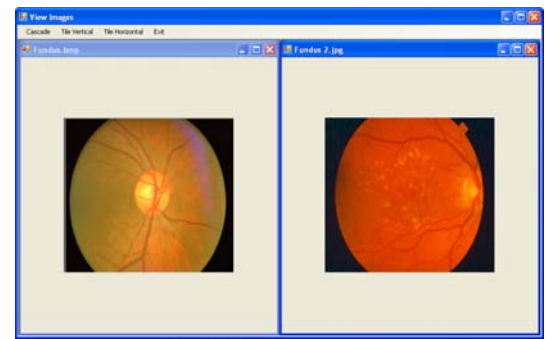 View Images
Cascade Tile Vertical Tile Horizontal Exit
Fundus.bmp
Fundus 2.jpg